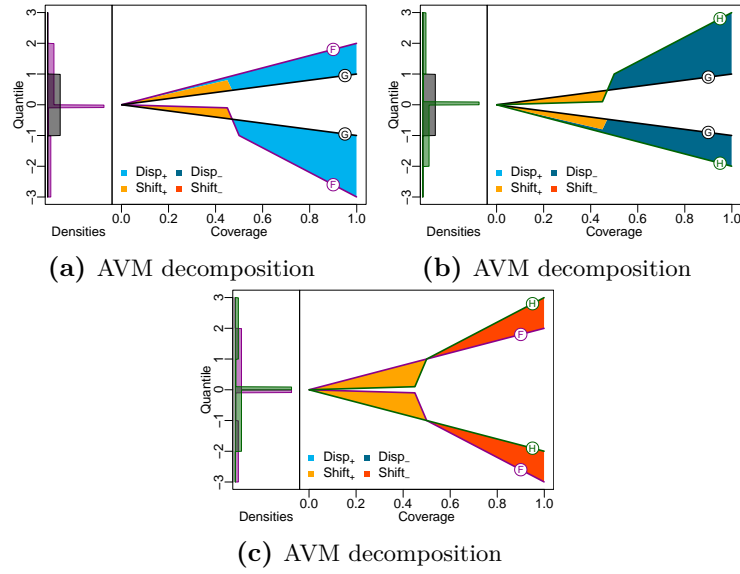 3
2
1
0
−1
−2
−3
Quantile
F
G
G
F
Disp+ Disp−
Shift+ Shift−
0.0 0.2 0.4 0.6 0.8 1.0
Densities Coverage
(a) AVM decomposition
3
2
1
0
−1
−2
−3
Quantile
H
G
G
H
Disp+ Disp−
Shift+ Shift−
0.0 0.2 0.4 0.6 0.8 1.0
Densities Coverage
(b) AVM decomposition
3
2
1
0
−1
−2
−3
Quantile
H
F
H
F
Disp+ Disp−
Shift+ Shift−
0.0 0.2 0.4 0.6 0.8 1.0
Densities Coverage
(c) AVM decomposition